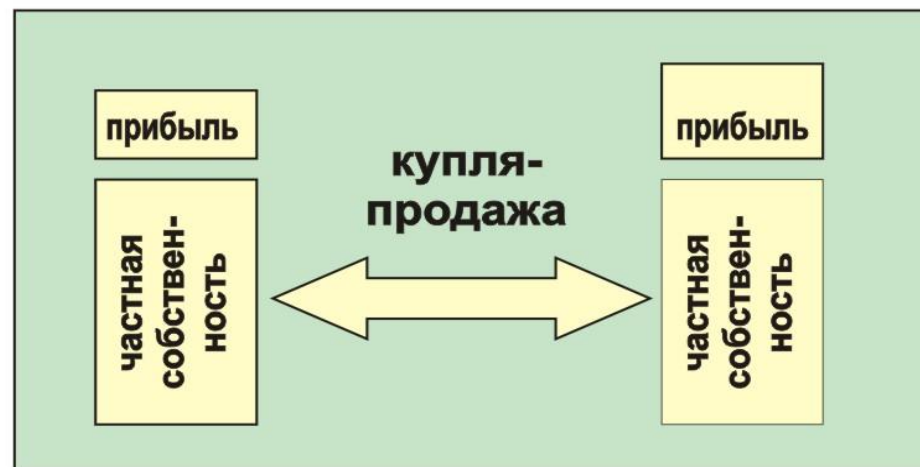 прибыль
частная
собствен-
ность
купля-
продажа
прибыль
частная
собствен-
ность